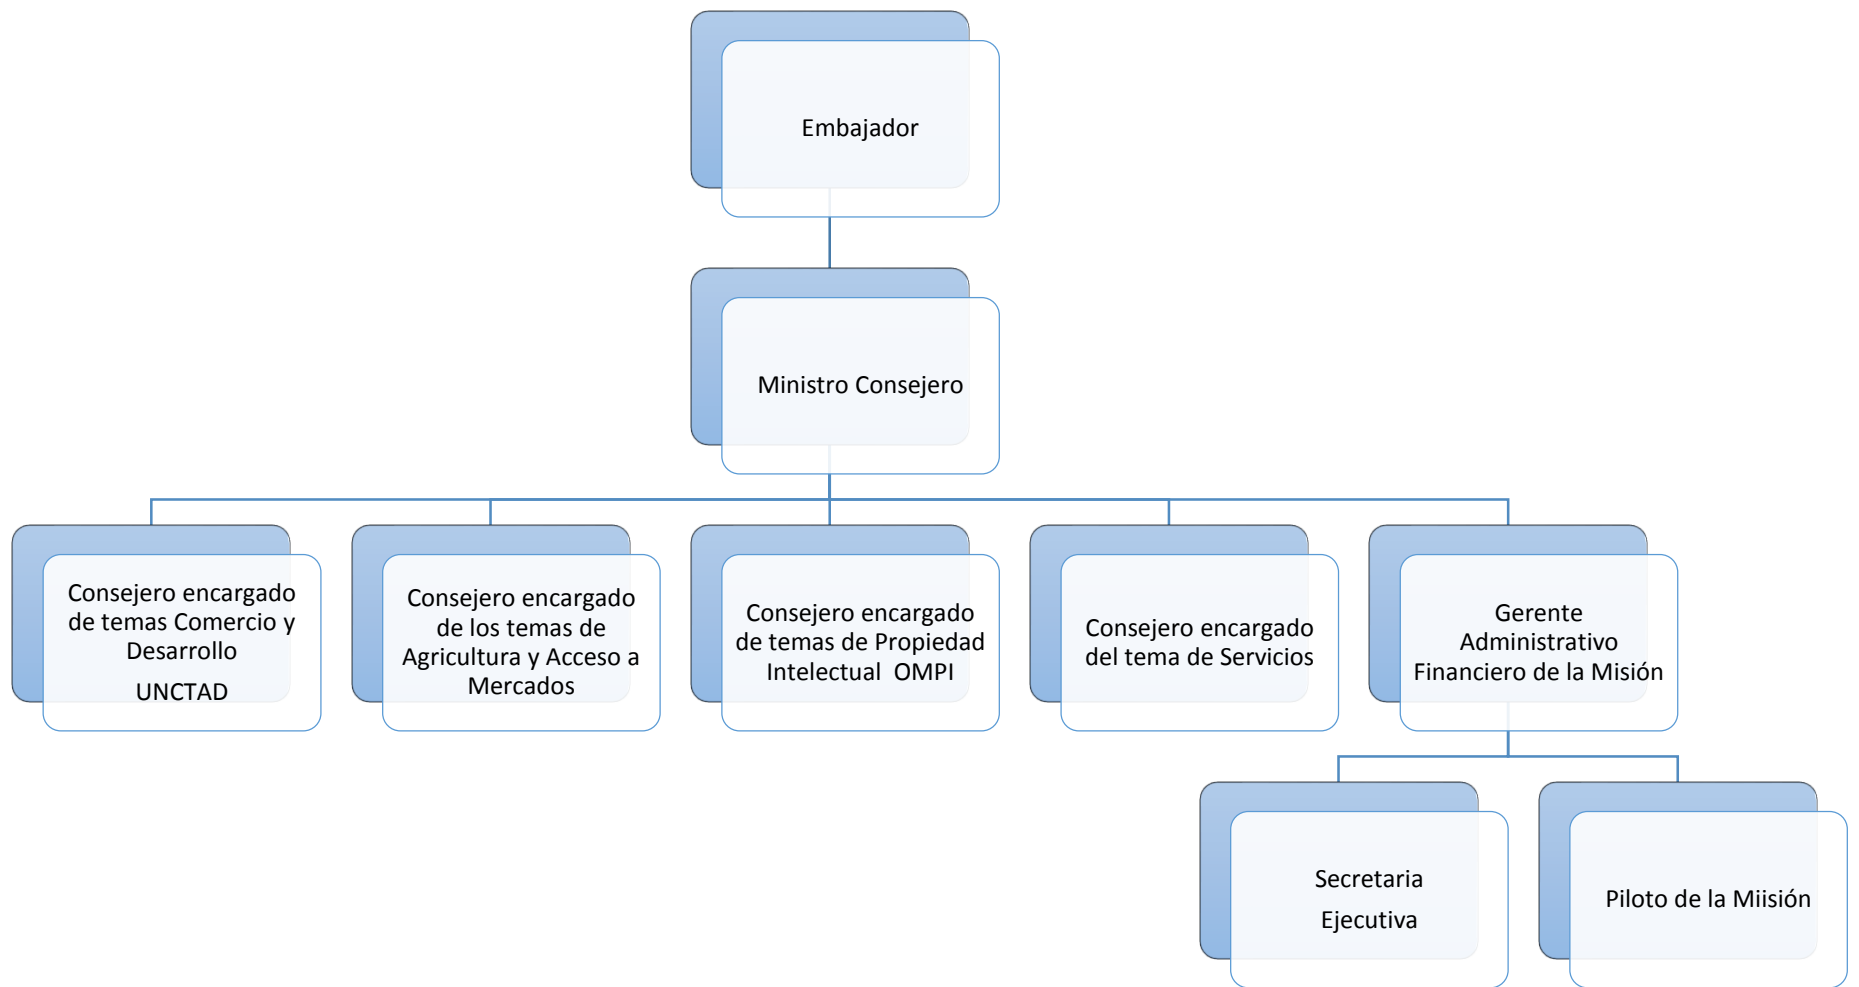 Embajador
Ministro Consejero
Consejero encargado
de temas Comercio y
Desarrollo
UNCTAD
Consejero encargado
de los temas de
Agricultura y Acceso a
Mercados
Consejero encargado
de temas de Propiedad
Intelectual  OMPI
Consejero encargado
del tema de Servicios
Gerente
Administrativo
Financiero de la Misión
Secretaria
Ejecutiva
Piloto de la Miisión